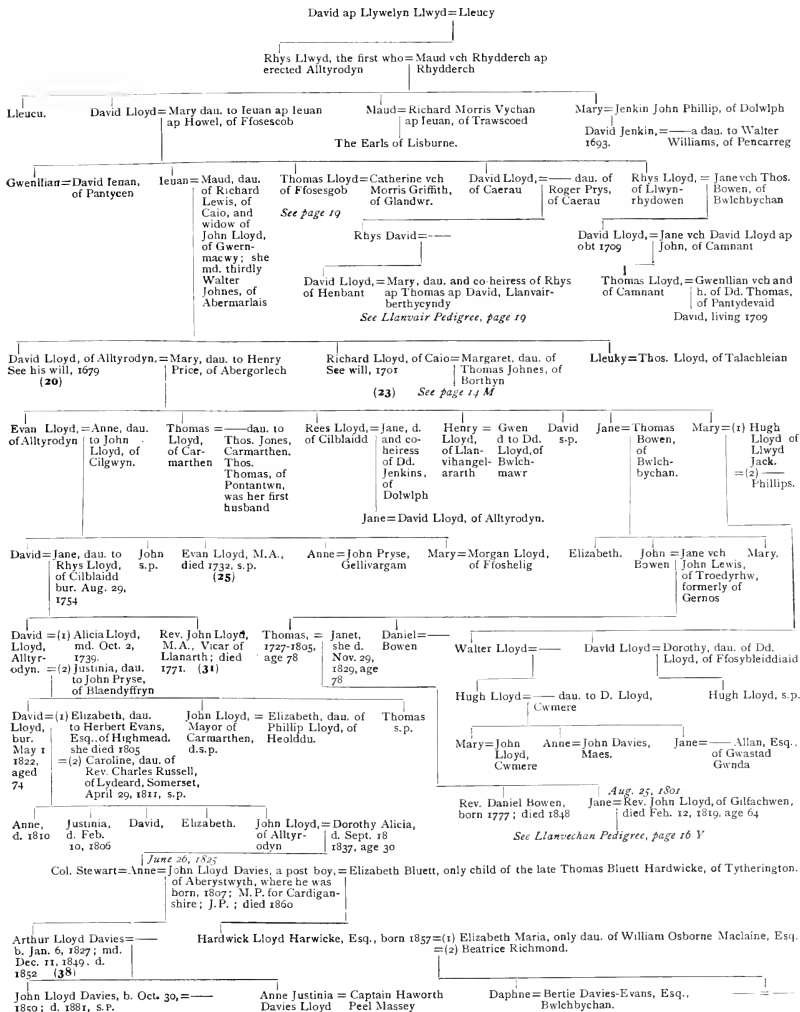 David ap Llywelyn Llwyd=Lleucy
Rhys Llwyd, the first who=Maud vch Rhydderch ap
erected Alltyrodyn Rhydderch
Lleucu. David Lloyd=Mary dau. to Ieuan ap Ieuan Maud=Richard Morris Vychan Mary=Jenkin John Phillip, of Dolwlph
ap Howel, of Ffosescob ap Ieuan, of Trawscoed
David Jenkin,=——a dau. to Walter
The Earls of Lisburne. 1693. Williams, of Pencarreg
Gwenllian=David Ienan, Ieuan=Maud, dau. Thomas Lloyd=Catherine vch David Lloyd,=—— dau. of Rhys Lloyd,=Jane vch Thos.
of Pantycen of Richard of Ffosesgob Morris Griffith, of Caerau Roger Prys, of Llwyn- Bowen, of
Lewis, of of Glandwr. of Caerau rhydowen Bwlchbychan
Caio, and See page 19
widow of Rhys David=--- David Lloyd,=Jane vch David Lloyd ap
John Lloyd, obt 1709 John, of Camnant
of Gwern-
macwy; she David Lloyd,=Mary, dau. and co-heiress of Rhys Thomas Lloyd,=Gwenllian vch and
md. thirdly of Henbant ap Thomas ap David, Llanvair- of Camnant h. of Dd. Thomas,
Walter berthycyndy of Pantydevaid
Johnes, of See Llanvair Pedigree, page 19 David, living 1709
Abermarlais
David Lloyd, of Alltyrodyn.=Mary, dau. to Henry Richard Lloyd, of Caio=Margaret, dau. of Lleuky=Thos. Lloyd, of Talachleian
See his will, 1679 Price, of Abergorlech See will, 1701 Thomas Johnes, of
(20) Borthyn
(23) See page 14 M
Evan Lloyd,=Anne, dau. Thomas=——dau. to Rees Lloyd,=Jane, d. Henry=Gwen David Jane=Thomas Mary=(1) Hugh
of Alltyrodyn to John Lloyd, Thos. Jones, of Cilblaidd and co- Lloyd, d to Dd. s.p. Bowen, Lloyd of
Lloyd, of of Car- Carmarthen. heiress of Llan- Lloyd, of of Llwyd
Cilgwyn. marthen Thos. of Dd. vihangel- Bwlch- Bwlch- Jack.
Thomas, of Jenkins, ararth mawr bychan. =(2) ——
Pontantwn, of Phillips.
was her first Dolwlph
husband
Jane=David Lloyd, of Alltyrodyn.
David=Jane, dau. to John Evan Lloyd, M.A., Anne=John Pryse, Mary=Morgan Lloyd, Elizabeth. John=Jane vch Mary.
Rhys Lloyd, s.p. died 1732, s.p. Gellivargam of Ffoshelig Bowen John Lewis,
of Cilblaidd (25) of Troedyrhw,
bur. Aug. 29, formerly of
1754 Gernos
David=(1) Alicia Lloyd, Rev. John Lloyd, Thomas,=Janet, Daniel=—— Walter Lloyd=—— David Lloyd=Dorothy, dau. of Dd.
Lloyd, md. Oct. 2, M.A., Vicar of 1727-1805, she d. Bowen Lloyd, of Ffosybleiddiaid
Alltyr- 1739. Llanarth; died age 78 Nov. 29,
odyn.=(2) Justinia, dau. 1771. (31) 1829, age
to John Pryse, 78
of Blaendyffryn
Hugh Lloyd=—— dau. to D. Lloyd, Hugh Lloyd, s.p.
Cwmere
David=(1) Elizabeth, dau. John Lloyd,=Elizabeth, dau. of Thomas
Lloyd, to Herbert Evans, Mayor of Phillip Lloyd, of s.p.
bur. Esq., of Highmead. Carmarthen, Heolddu.
May 1 she died 1805 d.s.p.
1822,=(2) Caroline, dau. of
aged Rev. Charles Russell,
74 of Lydeard, Somerset,
April 29, 1811, s.p.
Mary=John Anne=John Davies, Jane=——Allan, Esq.,
Lloyd, Maes. of Gwastad
Cwmere Gwnda
Aug. 25, 1801
Rev. Daniel Bowen, Jane=Rev. John Lloyd, of Gilfachwen,
born 1777; died 1848 died Feb. 12, 1819, age 64
See Llanvechan Pedigree, page 16 Y
Anne, Justinia, David, Elizabeth. John Lloyd,=Dorothy Alicia,
d. 1810 d. Feb. of Alltyr- d. Sept. 18
10, 1806 odyn 1837, age 30
June 26, 1825
Col. Stewart=Anne=John Lloyd Davies, a post boy,=Elizabeth Bluett, only child of the late Thomas Bluett Hardwicke, of Tytherington.
of Aberystwyth, where he was
born, 1807; M.P. for Cardigan-
shire; J.P.; died 1860
Arthur Lloyd Davies=—— Hardwick Lloyd Harwicke, Esq., born 1857=(1) Elizabeth Maria, only dau. of William Osborne Maclaine, Esq.
b. Jan. 6, 1827; md. =(2) Beatrice Richmond.
Dec. 11, 1849. d.
1852 (38)
John Lloyd Davies, b. Oct. 30,=—— Anne Justinia=Captain Haworth Daphne=Bertie Davies-Evans, Esq., ——=——
1850; d. 1881, s.p. Davies Lloyd Peel Massey Bwlchbychan.